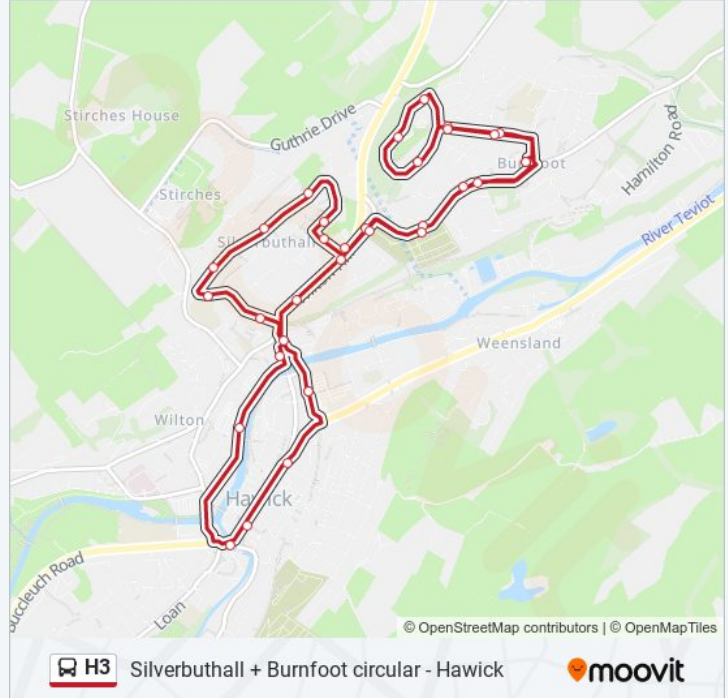 Stirches House
Guthrie Drive
Burnfoot
Hamilton Road
Stirches
Silverbuthall
River Teviot
Weensland
Wilton
Hawick
Buccleuch Road
Loan
© OpenStreetMap contributors | © OpenMapTiles
H3 Silverbuthall + Burnfoot circular - Hawick moovit